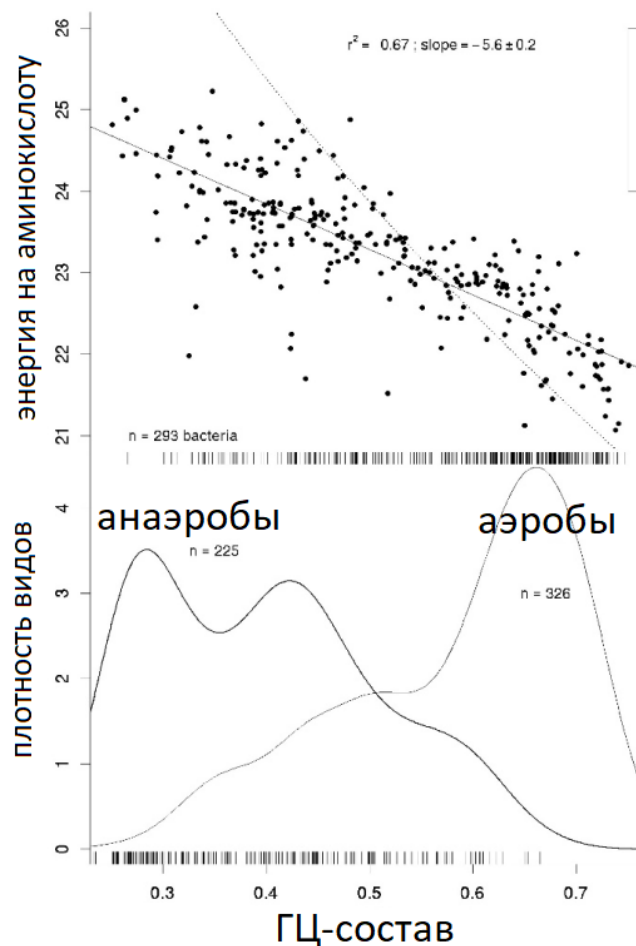 26
r² = 0.67 ; slope = −5.6 ± 0.2
25
24
23
22
21
энергия на аминокислоту
n = 293 bacteria
4
3
2
1
0
плотность видов
анаэробы
n = 225
аэробы
n = 326
0.3 0.4 0.5 0.6 0.7
ГЦ-состав